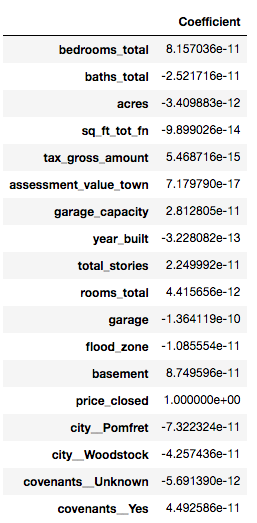 Coefficient
bedrooms_total 8.157036e-11
baths_total -2.521716e-11
acres -3.409883e-12
sq_ft_tot_fn -9.899026e-14
tax_gross_amount 5.468716e-15
assessment_value_town 7.179790e-17
garage_capacity 2.812805e-11
year_built -3.228082e-13
total_stories 2.249992e-11
rooms_total 4.415656e-12
garage -1.364119e-10
flood_zone -1.085554e-11
basement 8.749596e-11
price_closed 1.000000e+00
city__Pomfret -7.322324e-11
city__Woodstock -4.257436e-11
covenants__Unknown -5.691390e-12
covenants__Yes 4.492586e-11